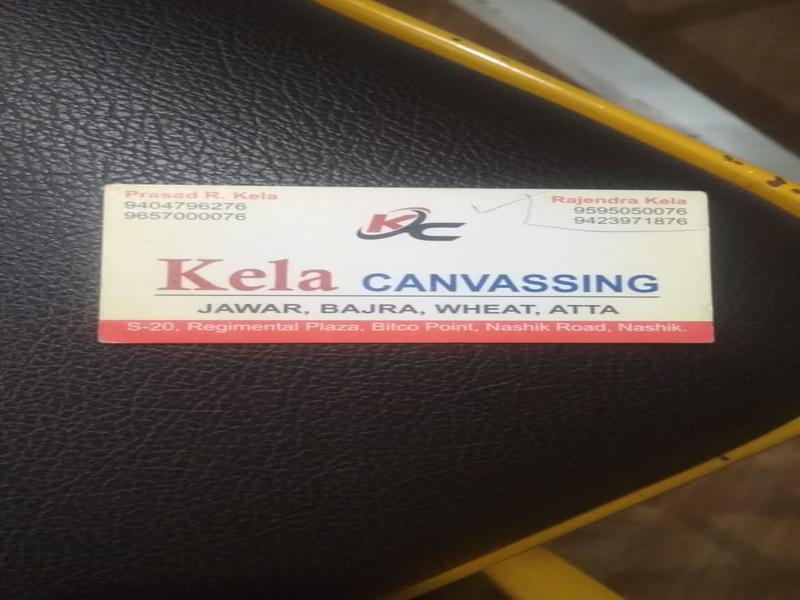 Prasad R. Kela
9404796276
9657000076
Rajendra Kela
9595050076
9423971876
KC
Kela CANVASSING
JAWAR, BAJRA, WHEAT, ATTA
S-20, Regimental Plaza, Bitco Point, Nashik Road, Nashik.